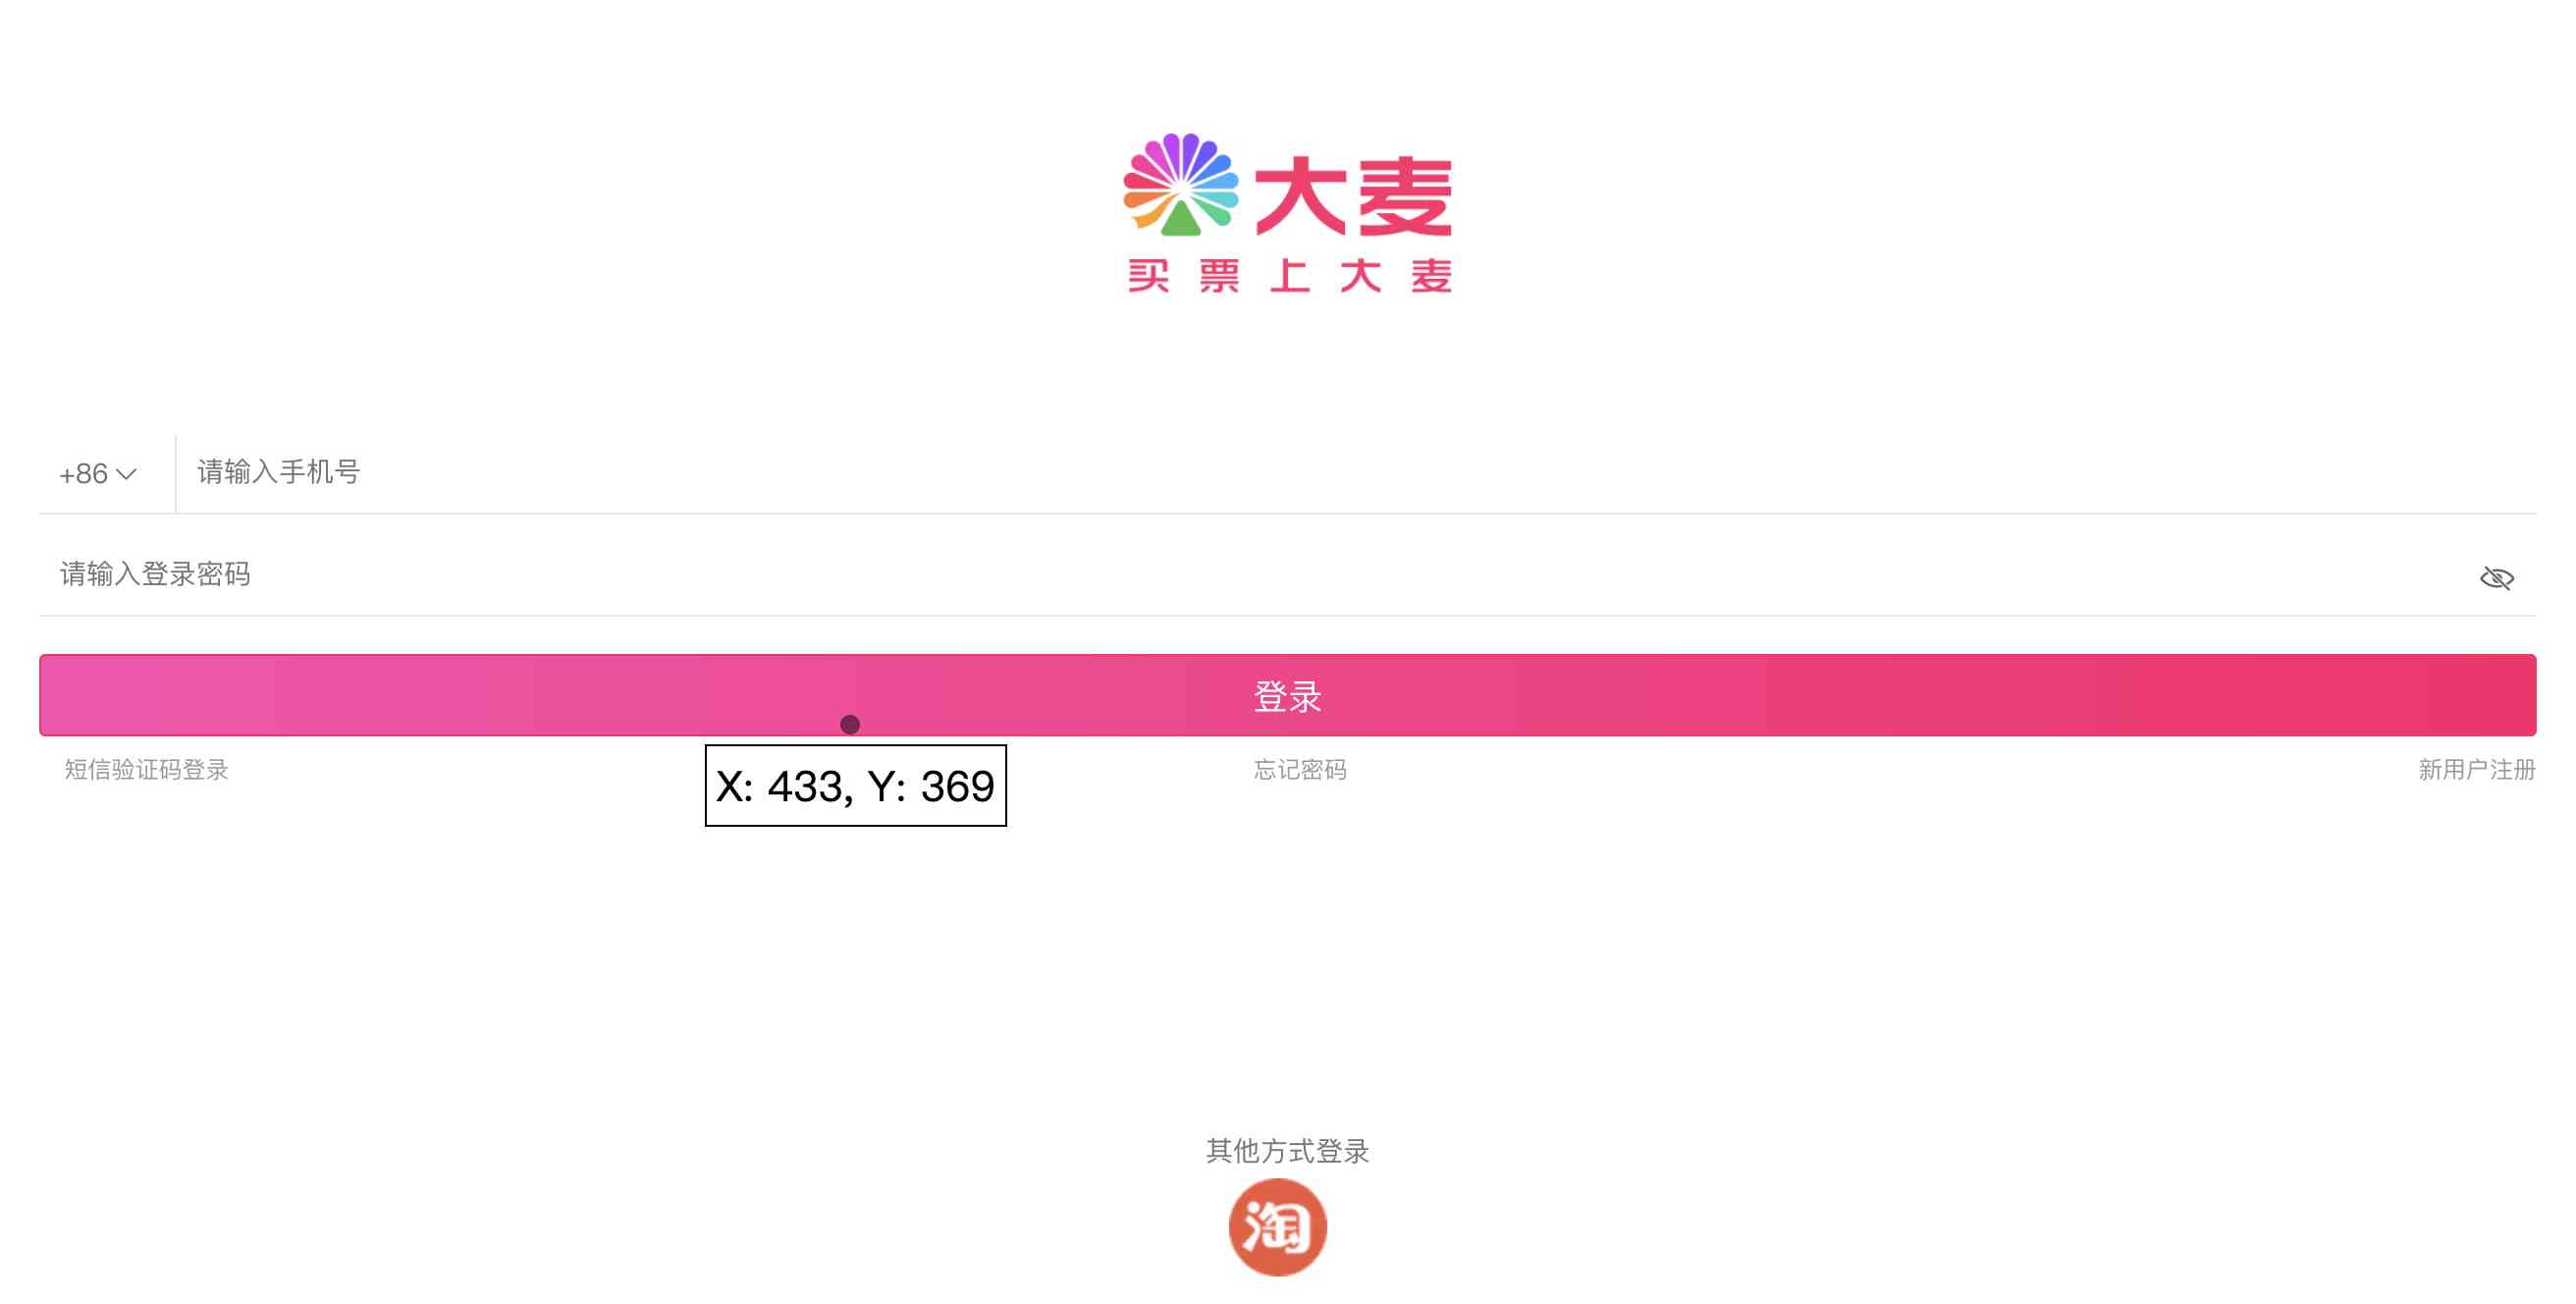 大麦
买票上大麦
+86 请输入手机号
请输入登录密码
登录
短信验证码登录 忘记密码 新用户注册
X: 433, Y: 369
其他方式登录
淘